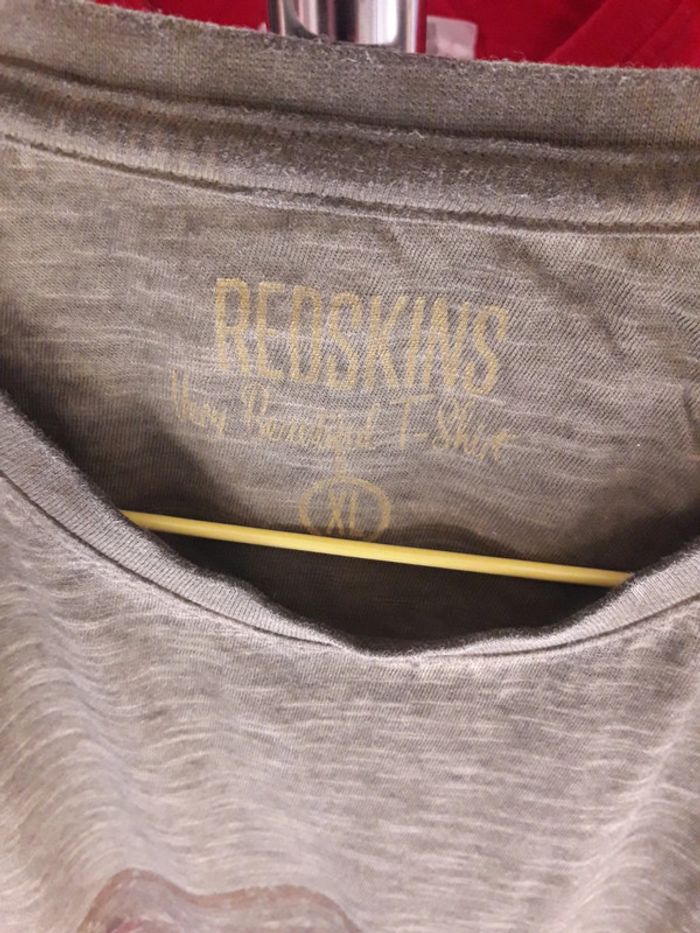 REDSKINS
Very Beautiful T-Shirt
XL